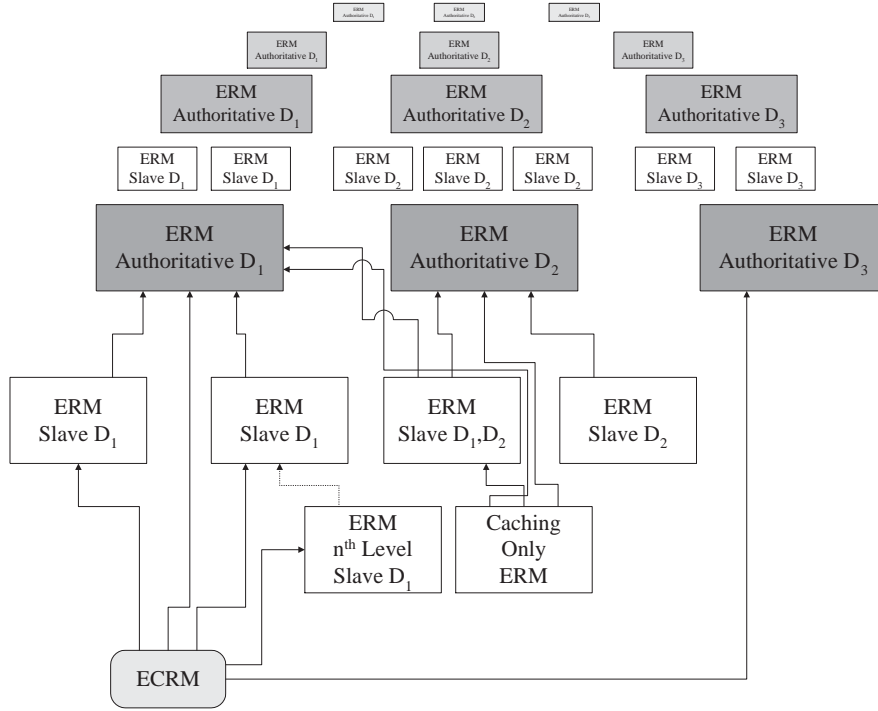 ERM
Authoritative D1
ERM
Authoritative D2
ERM
Authoritative D3
ERM
Authoritative D1
ERM
Authoritative D2
ERM
Authoritative D3
ERM
Slave D1
ERM
Slave D1
ERM
Slave D2
ERM
Slave D2
ERM
Slave D2
ERM
Slave D3
ERM
Slave D3
ERM
Authoritative D1
ERM
Authoritative D2
ERM
Authoritative D3
ERM
Slave D1
ERM
Slave D1
ERM
Slave D1,D2
ERM
Slave D2
ERM
nth Level
Slave D1
Caching
Only
ERM
ECRM